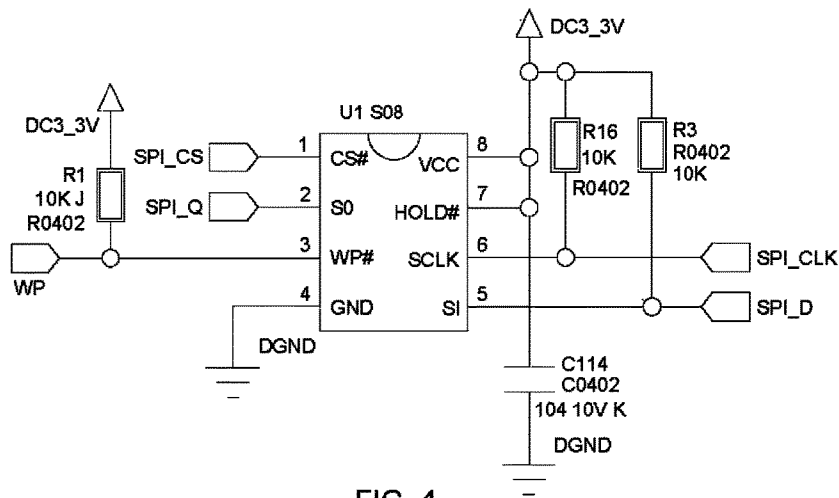 DC3_3V
U1 S08
DC3_3V
SPI_CS
1
CS#
VCC
8
R16
10K
R0402
R3
R0402
10K
R1
10K J
R0402
SPI_Q
2
S0
HOLD#
7
WP
3
WP#
SCLK
6
SPI_CLK
4
GND
SI
5
SPI_D
DGND
C114
C0402
104 10V K
DGND
FIG. 4